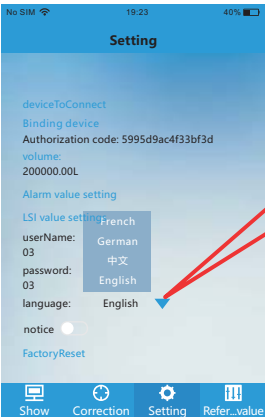 No SIM 19:23 40%
Setting
deviceToConnect
Binding device
Authorization code: 5995d9ac4f33bf3d
volume:
200000.00L
Alarm value setting
LSI value settings
French
userName:
German
03
中文
password:
English
03
language: English
notice
FactoryReset
Show Correction Setting Refer...value